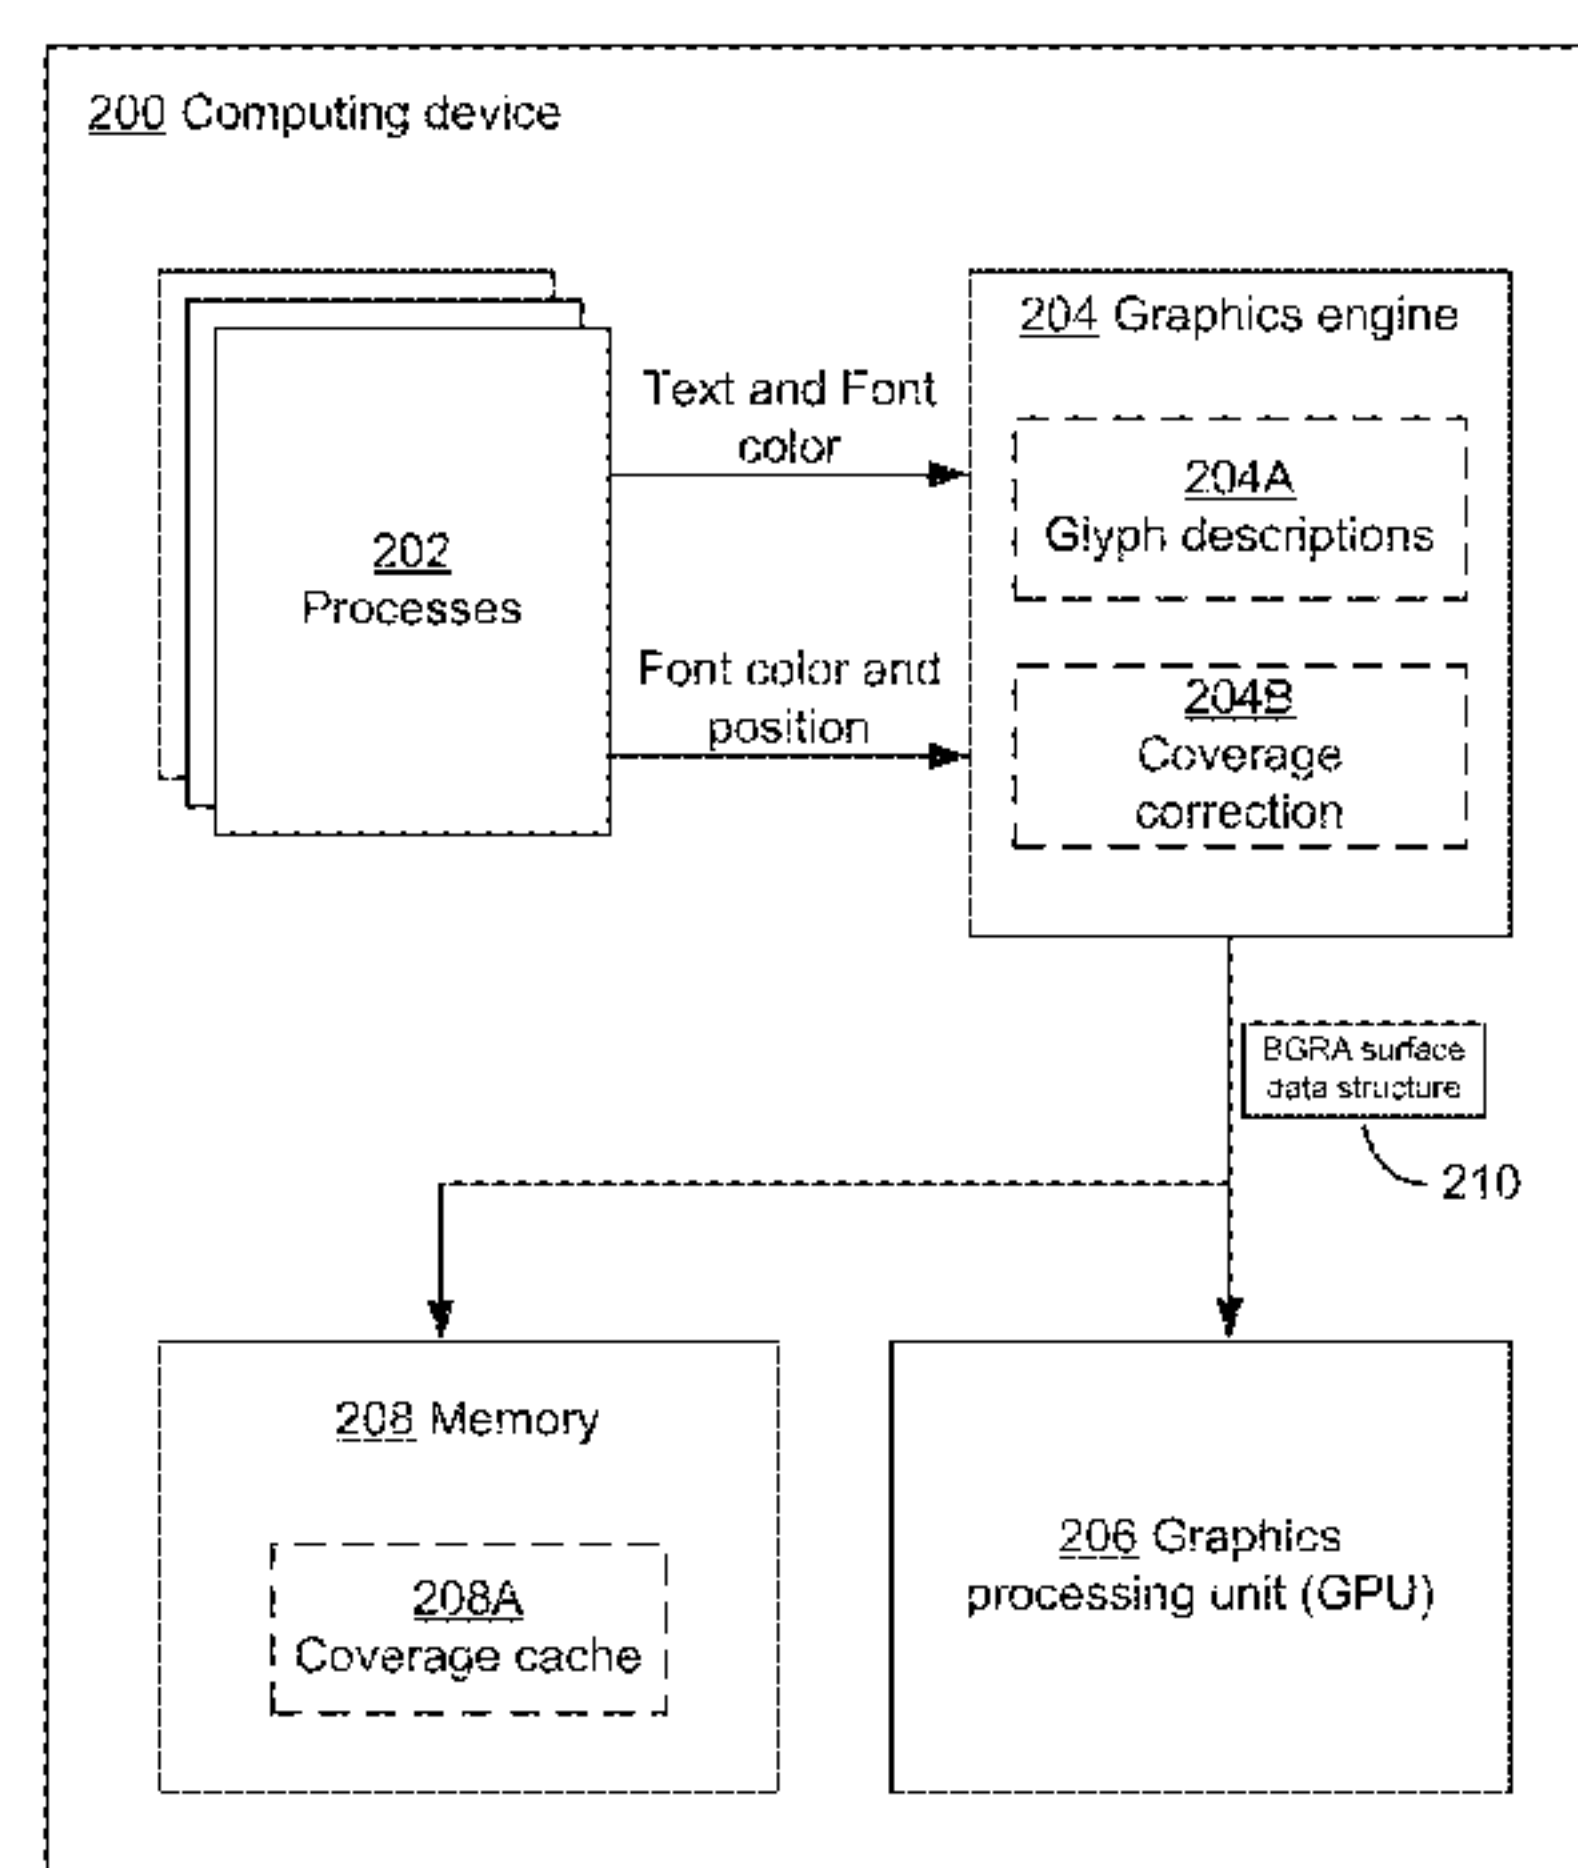 200 Computing device
204 Graphics engine
Text and Font
color
204A
Glyph descriptions
202
Processes
Font color and
position
204B
Coverage
correction
BGRA surface
data structure
210
208 Memory
208A
Coverage cache
206 Graphics
processing unit (GPU)